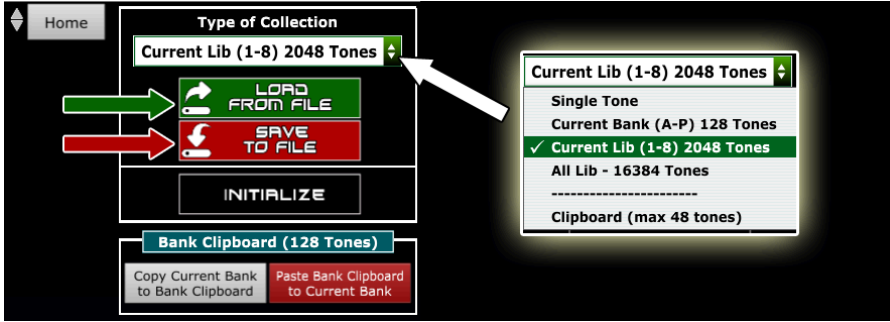 Home
Type of Collection
Current Lib (1-8) 2048 Tones
LOAD
FROM FILE
SAVE
TO FILE
INITIALIZE
Bank Clipboard (128 Tones)
Copy Current Bank
to Bank Clipboard
Paste Bank Clipboard
to Current Bank
Current Lib (1-8) 2048 Tones
Single Tone
Current Bank (A-P) 128 Tones
✓ Current Lib (1-8) 2048 Tones
All Lib - 16384 Tones
-----------------------
Clipboard (max 48 tones)